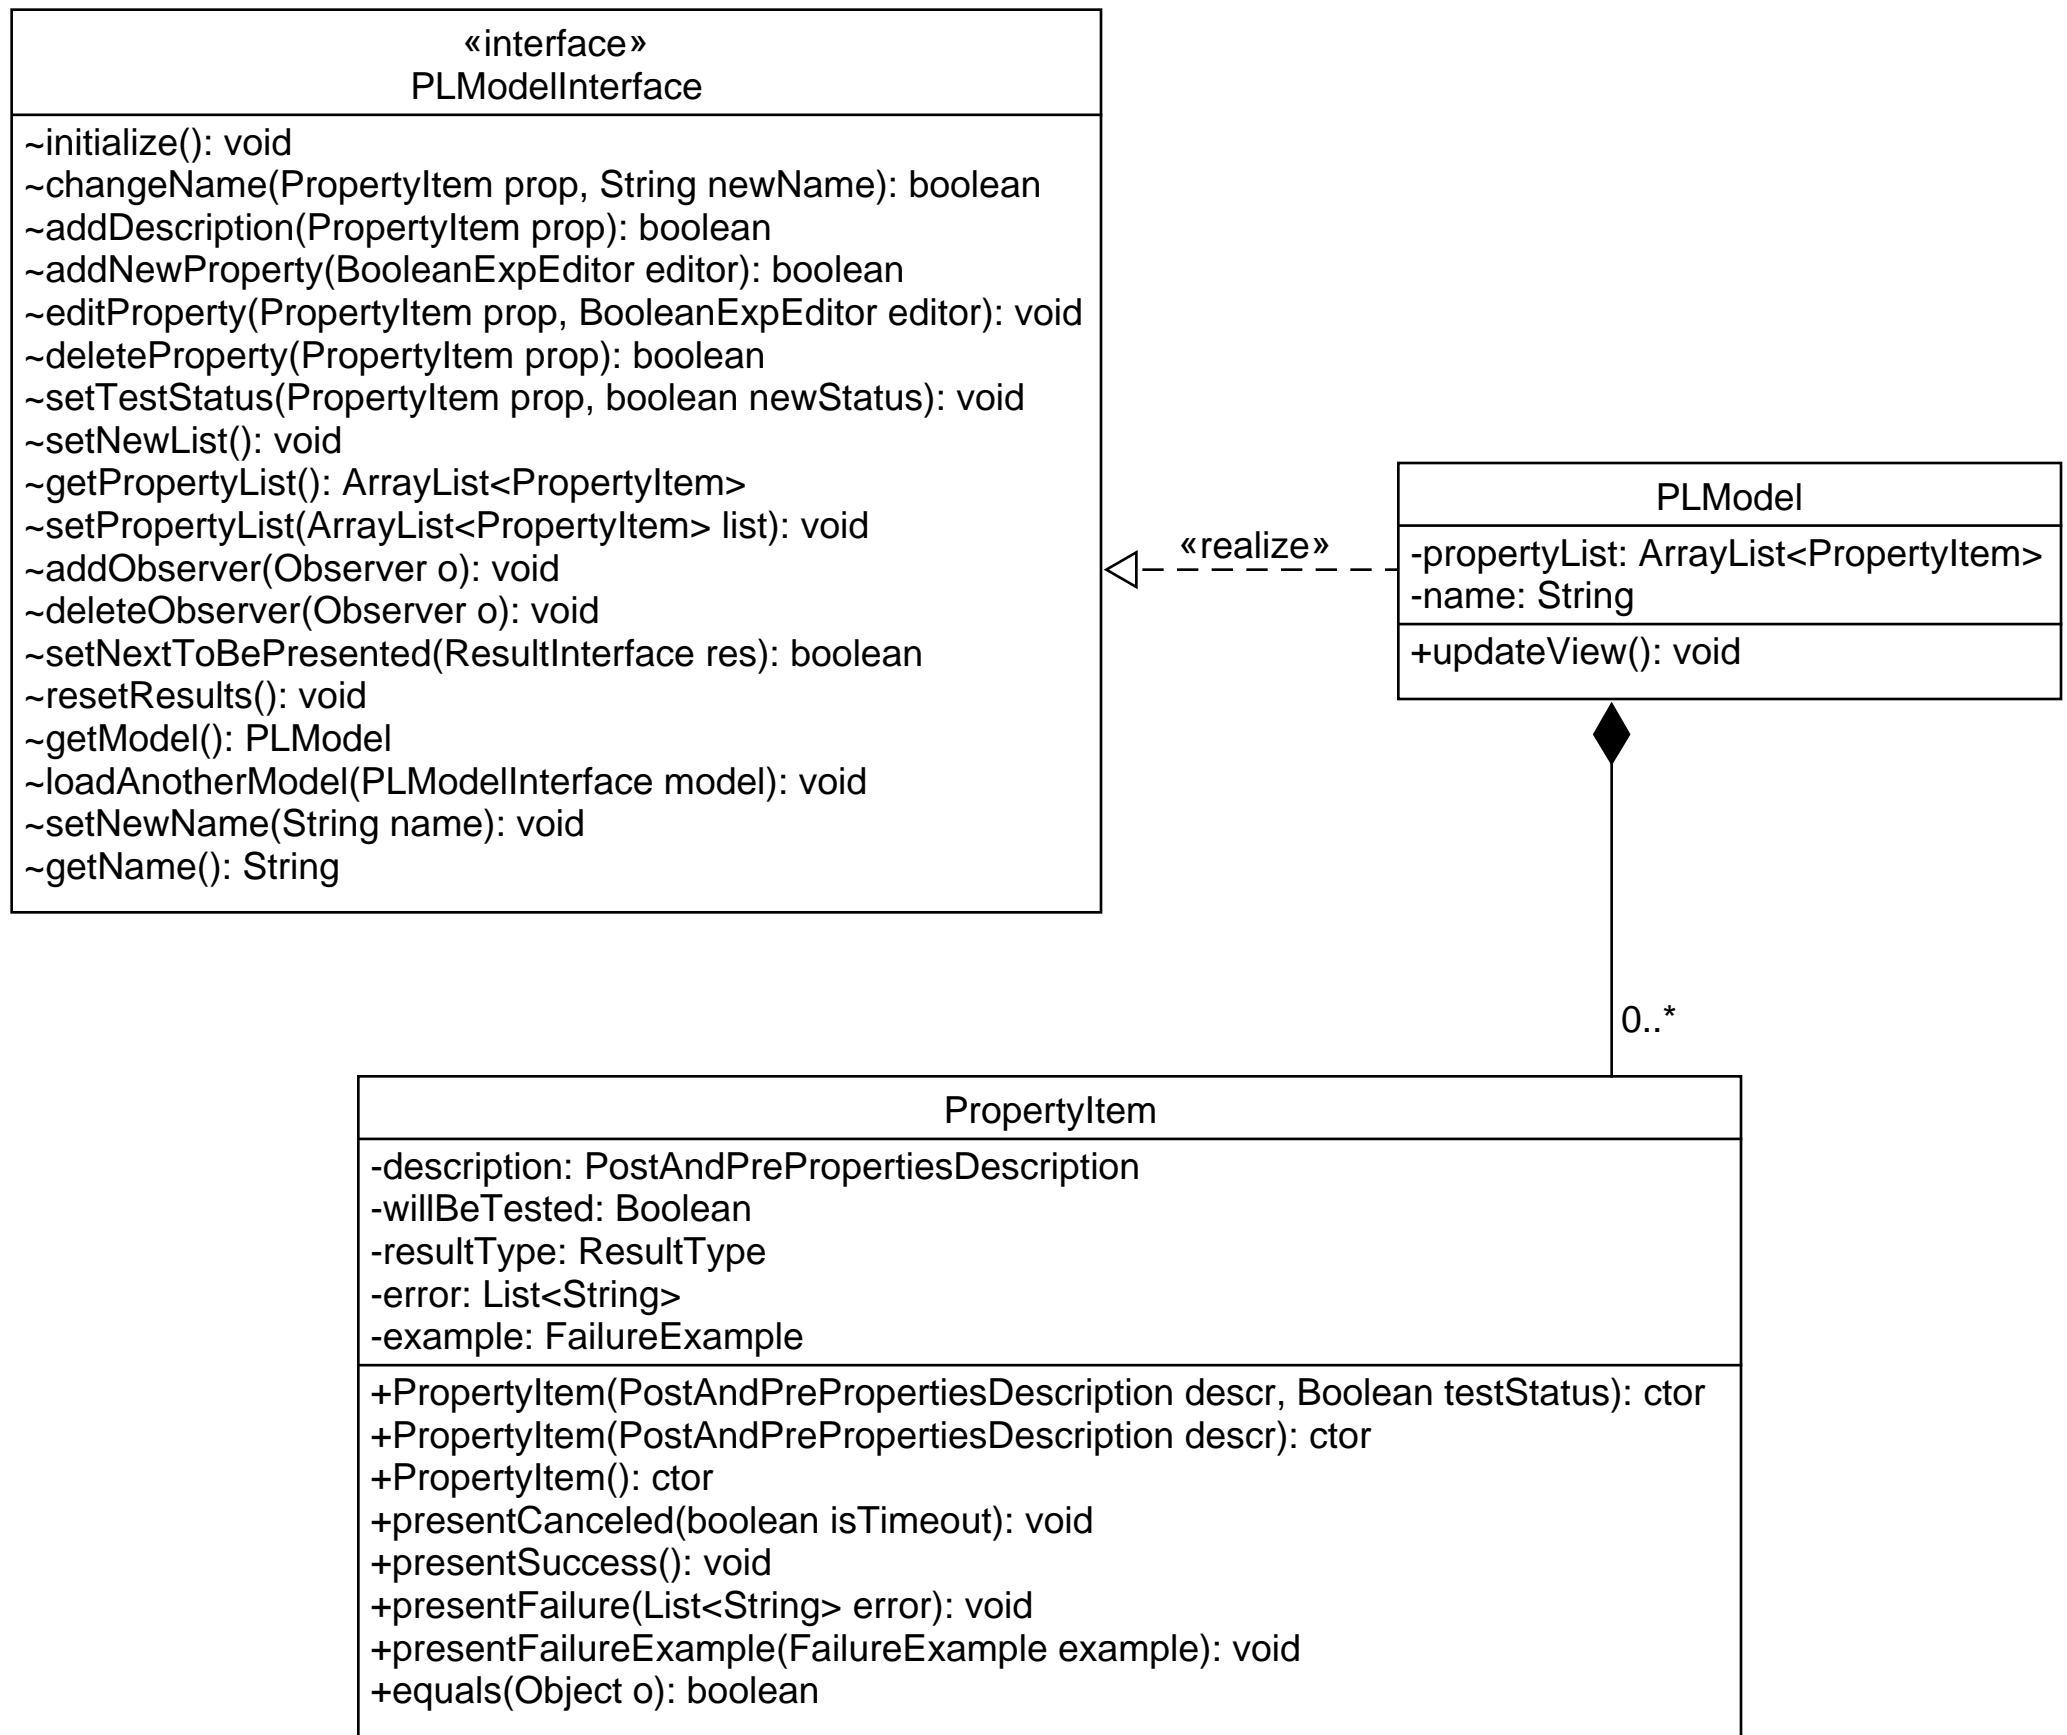 «interface»
PLModelInterface
~initialize(): void
~changeName(PropertyItem prop, String newName): boolean
~addDescription(PropertyItem prop): boolean
~addNewProperty(BooleanExpEditor editor): boolean
~editProperty(PropertyItem prop, BooleanExpEditor editor): void
~deleteProperty(PropertyItem prop): boolean
~setTestStatus(PropertyItem prop, boolean newStatus): void
~setNewList(): void
~getPropertyList(): ArrayList<PropertyItem>
~setPropertyList(ArrayList<PropertyItem> list): void
~addObserver(Observer o): void
~deleteObserver(Observer o): void
~setNextToBePresented(ResultInterface res): boolean
~resetResults(): void
~getModel(): PLModel
~loadAnotherModel(PLModelInterface model): void
~setNewName(String name): void
~getName(): String
«realize»
PLModel
-propertyList: ArrayList<PropertyItem>
-name: String
+updateView(): void
0..*
PropertyItem
-description: PostAndPrePropertiesDescription
-willBeTested: Boolean
-resultType: ResultType
-error: List<String>
-example: FailureExample
+PropertyItem(PostAndPrePropertiesDescription descr, Boolean testStatus): ctor
+PropertyItem(PostAndPrePropertiesDescription descr): ctor
+PropertyItem(): ctor
+presentCanceled(boolean isTimeout): void
+presentSuccess(): void
+presentFailure(List<String> error): void
+presentFailureExample(FailureExample example): void
+equals(Object o): boolean